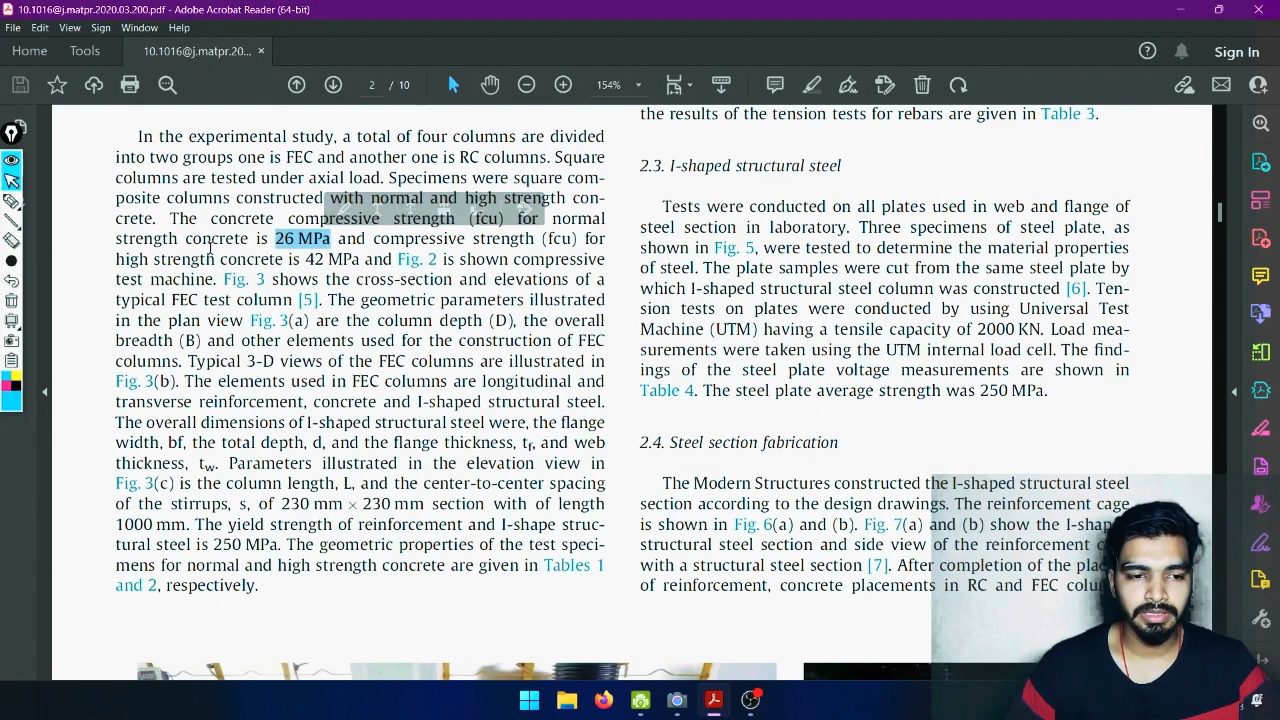 10.1016@j.matpr.2020.03.200.pdf - Adobe Acrobat Reader (64-bit)
File Edit View Sign Window Help
Home Tools 10.1016@j.matpr.20... × Sign In
2 / 10 154%
In the experimental study, a total of four columns are divided
into two groups one is FEC and another one is RC columns. Square
columns are tested under axial load. Specimens were square com-
posite columns constructed with normal and high strength con-
crete. The concrete compressive strength (fcu) for normal
strength concrete is 26 MPa and compressive strength (fcu) for
high strength concrete is 42 MPa and Fig. 2 is shown compressive
test machine. Fig. 3 shows the cross-section and elevations of a
typical FEC test column [5]. The geometric parameters illustrated
in the plan view Fig. 3(a) are the column depth (D), the overall
breadth (B) and other elements used for the construction of FEC
columns. Typical 3-D views of the FEC columns are illustrated in
Fig. 3(b). The elements used in FEC columns are longitudinal and
transverse reinforcement, concrete and I-shaped structural steel.
The overall dimensions of I-shaped structural steel were, the flange
width, bf, the total depth, d, and the flange thickness, tf, and web
thickness, tw. Parameters illustrated in the elevation view in
Fig. 3(c) is the column length, L, and the center-to-center spacing
of the stirrups, s, of 230 mm × 230 mm section with of length
1000 mm. The yield strength of reinforcement and I-shape struc-
tural steel is 250 MPa. The geometric properties of the test speci-
mens for normal and high strength concrete are given in Tables 1
and 2, respectively.
the results of the tension tests for rebars are given in Table 3.
2.3. I-shaped structural steel
Tests were conducted on all plates used in web and flange of
steel section in laboratory. Three specimens of steel plate, as
shown in Fig. 5, were tested to determine the material properties
of steel. The plate samples were cut from the same steel plate by
which I-shaped structural steel column was constructed [6]. Ten-
sion tests on plates were conducted by using Universal Test
Machine (UTM) having a tensile capacity of 2000 KN. Load mea-
surements were taken using the UTM internal load cell. The find-
ings of the steel plate voltage measurements are shown in
Table 4. The steel plate average strength was 250 MPa.
2.4. Steel section fabrication
The Modern Structures constructed the I-shaped structural steel
section according to the design drawings. The reinforcement cage
is shown in Fig. 6(a) and (b). Fig. 7(a) and (b) show the I-shap
structural steel section and side view of the reinforcement
with a structural steel section [7]. After completion of the
of reinforcement, concrete placements in RC and FEC